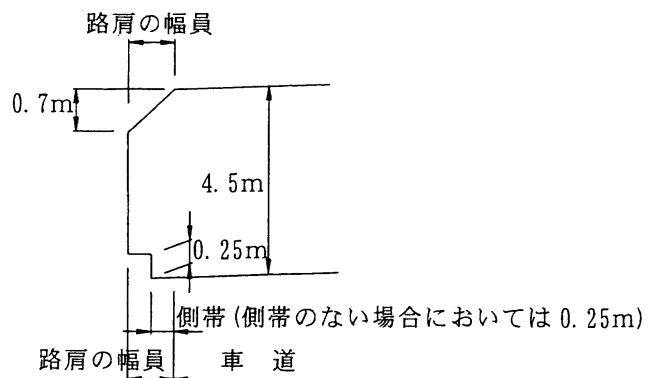 路肩の幅員
0.7m
4.5m
0.25m
側帯(側帯のない場合においては0.25m)
路肩の幅員 車 道